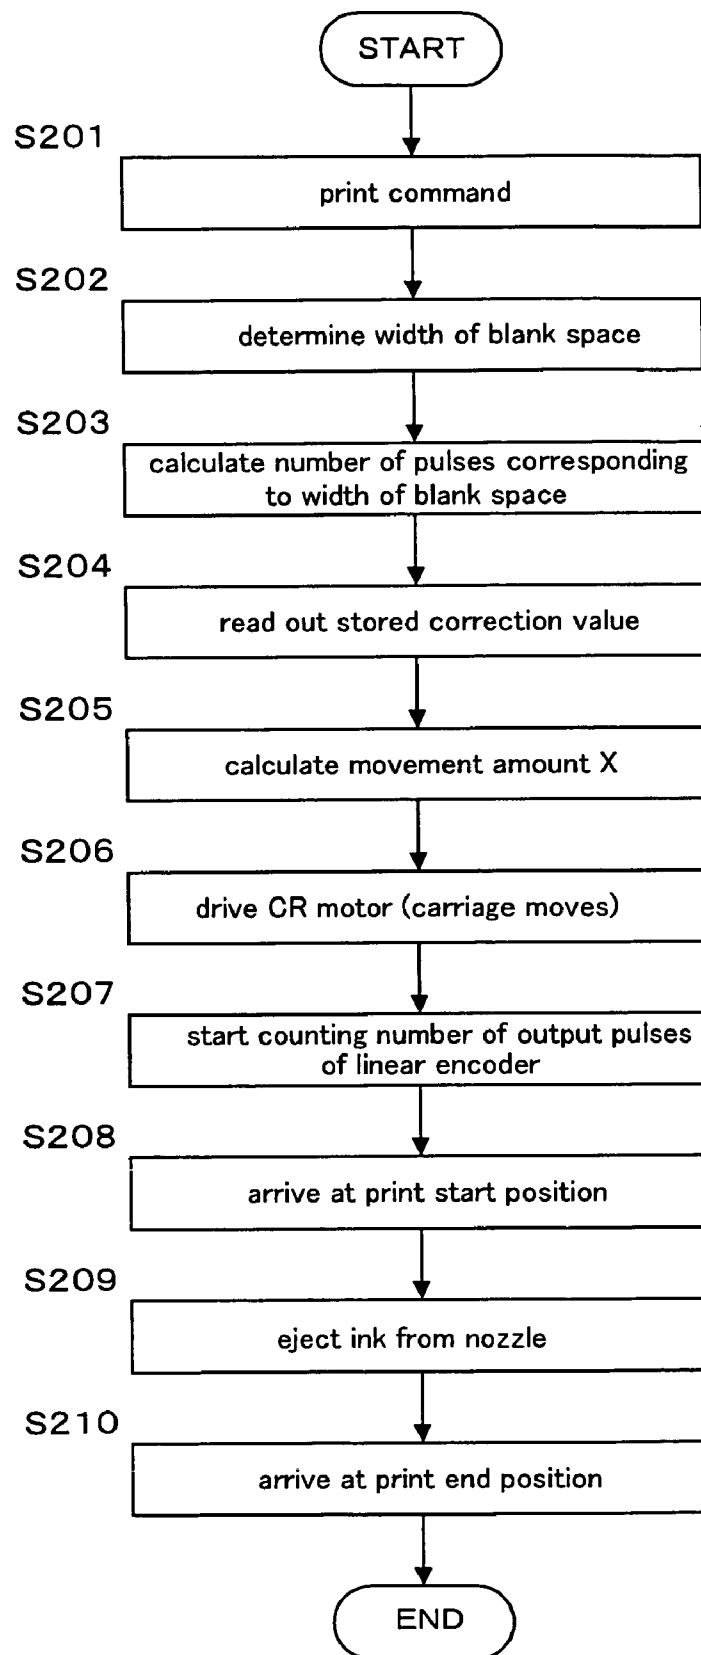 START
S201
print command
S202
determine width of blank space
S203
calculate number of pulses corresponding
to width of blank space
S204
read out stored correction value
S205
calculate movement amount X
S206
drive CR motor (carriage moves)
S207
start counting number of output pulses
of linear encoder
S208
arrive at print start position
S209
eject ink from nozzle
S210
arrive at print end position
END